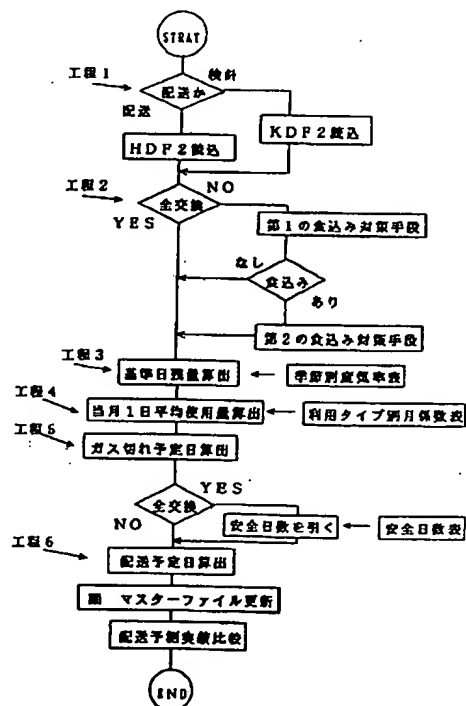 STRAT
工程1
検針
配送か
配送
KDF2読込
HDF2読込
工程2
NO
全交換
YES
第1の食込み対策手段
なし
食込み
あり
第2の食込み対策手段
工程3
基準日残量算出
季節別産気率表
工程4
当月1日平均使用量算出
利用タイプ別月係数表
工程5
ガス切れ予定日算出
YES
全交換
NO
安全日数を引く
安全日数表
工程6
配送予定日算出
マスターファイル更新
配送予測実績比較
END